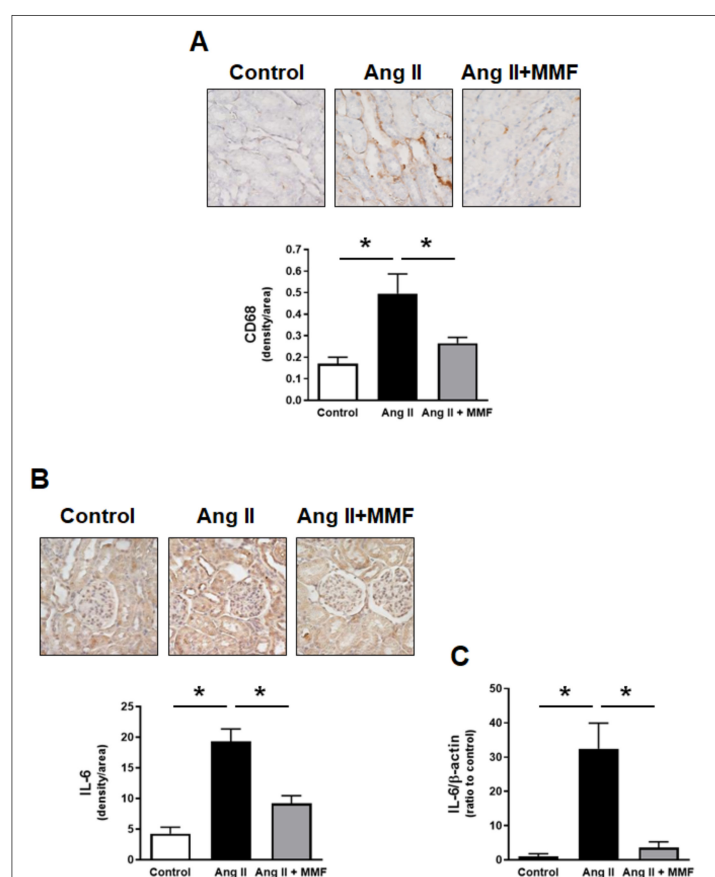 A
Control Ang II Ang II+MMF
* *
0.7
0.6
0.5
0.4
0.3
0.2
0.1
0.0
CD68
(density/area)
Control Ang II Ang II + MMF
B
Control Ang II Ang II+MMF
* *
25
20
15
10
5
0
IL-6
(density/area)
Control Ang II Ang II + MMF
C
* *
50
40
30
20
10
0
IL-6/β-actin
(ratio to control)
Control Ang II Ang II + MMF